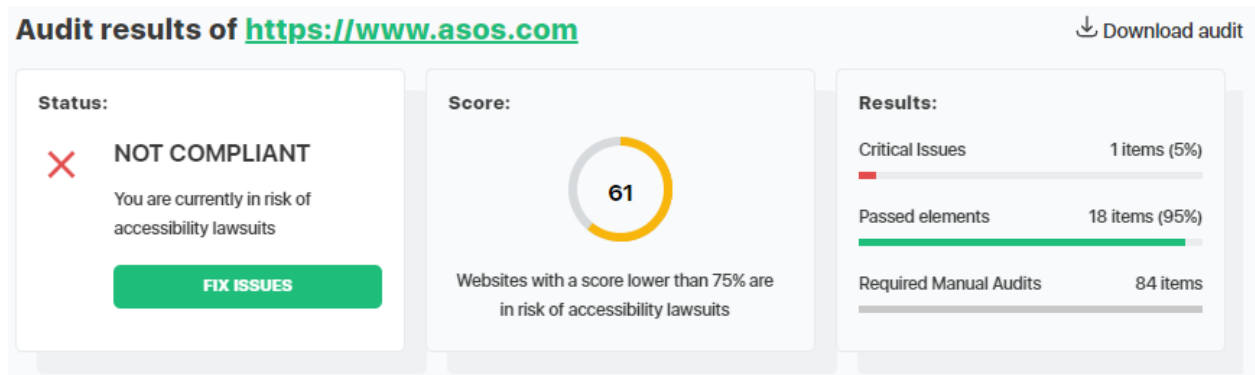 Audit results of https://www.asos.com
Download audit
Status:
NOT COMPLIANT
You are currently in risk of
accessibility lawsuits
FIX ISSUES
Score:
61
Websites with a score lower than 75% are
in risk of accessibility lawsuits
Results:
Critical Issues 1 items (5%)
Passed elements 18 items (95%)
Required Manual Audits 84 items